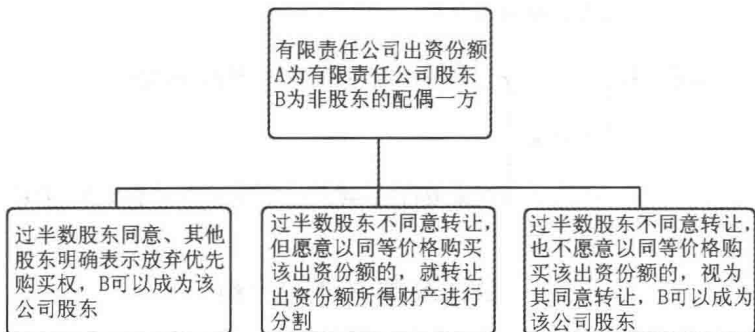 有限责任公司出资份额
A为有限责任公司股东
B为非股东的配偶一方
过半数股东同意、其他
股东明确表示放弃优先
购买权，B可以成为该
公司股东
过半数股东不同意转让，
但愿意以同等价格购买
该出资份额的，就转让
出资份额所得财产进行
分割
过半数股东不同意转让，
也不愿意以同等价格购
买该出资份额的，视为
其同意转让，B可以成为
该公司股东